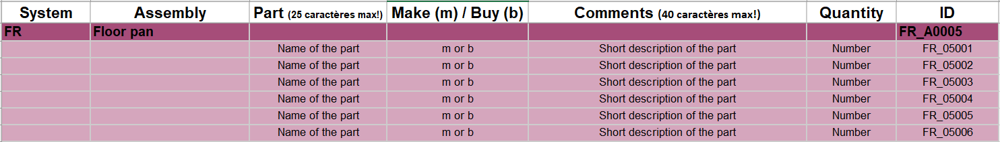 System Assembly Part (25 caractères max!) Make (m) / Buy (b) Comments (40 caractères max!) Quantity ID
FR Floor pan FR_A0005
Name of the part m or b Short description of the part Number FR_05001
Name of the part m or b Short description of the part Number FR_05002
Name of the part m or b Short description of the part Number FR_05003
Name of the part m or b Short description of the part Number FR_05004
Name of the part m or b Short description of the part Number FR_05005
Name of the part m or b Short description of the part Number FR_05006